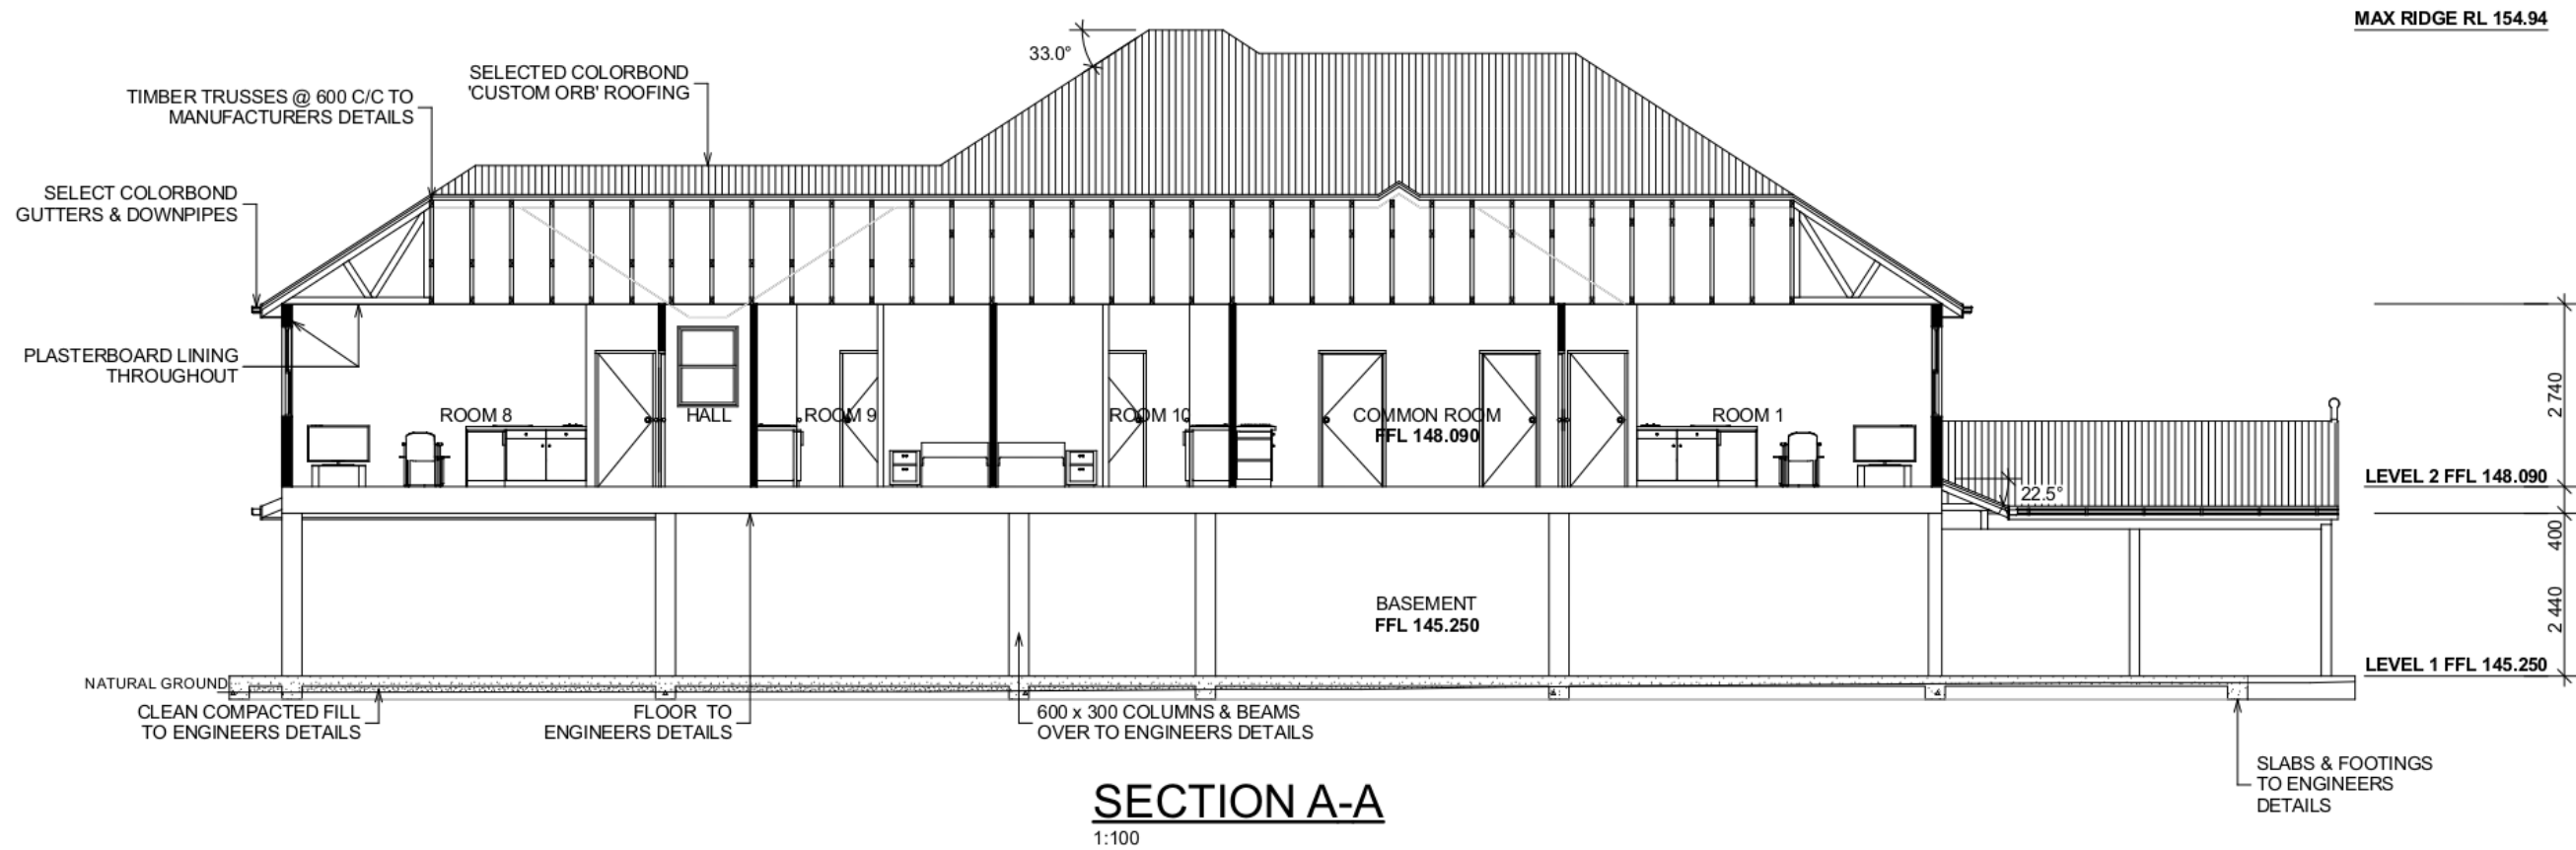 MAX RIDGE RL 154.94
33.0°
SELECTED COLORBOND
'CUSTOM ORB' ROOFING
TIMBER TRUSSES @ 600 C/C TO
MANUFACTURERS DETAILS
SELECT COLORBOND
GUTTERS & DOWNPIPES
PLASTERBOARD LINING
THROUGHOUT
ROOM 8
HALL
ROOM 9
ROOM 10
COMMON ROOM
FFL 148.090
ROOM 1
2 740
LEVEL 2 FFL 148.090
22.5°
400
BASEMENT
FFL 145.250
2 440
LEVEL 1 FFL 145.250
NATURAL GROUND
CLEAN COMPACTED FILL
TO ENGINEERS DETAILS
FLOOR TO
ENGINEERS DETAILS
600 x 300 COLUMNS & BEAMS
OVER TO ENGINEERS DETAILS
SLABS & FOOTINGS
TO ENGINEERS
DETAILS
SECTION A-A
1:100